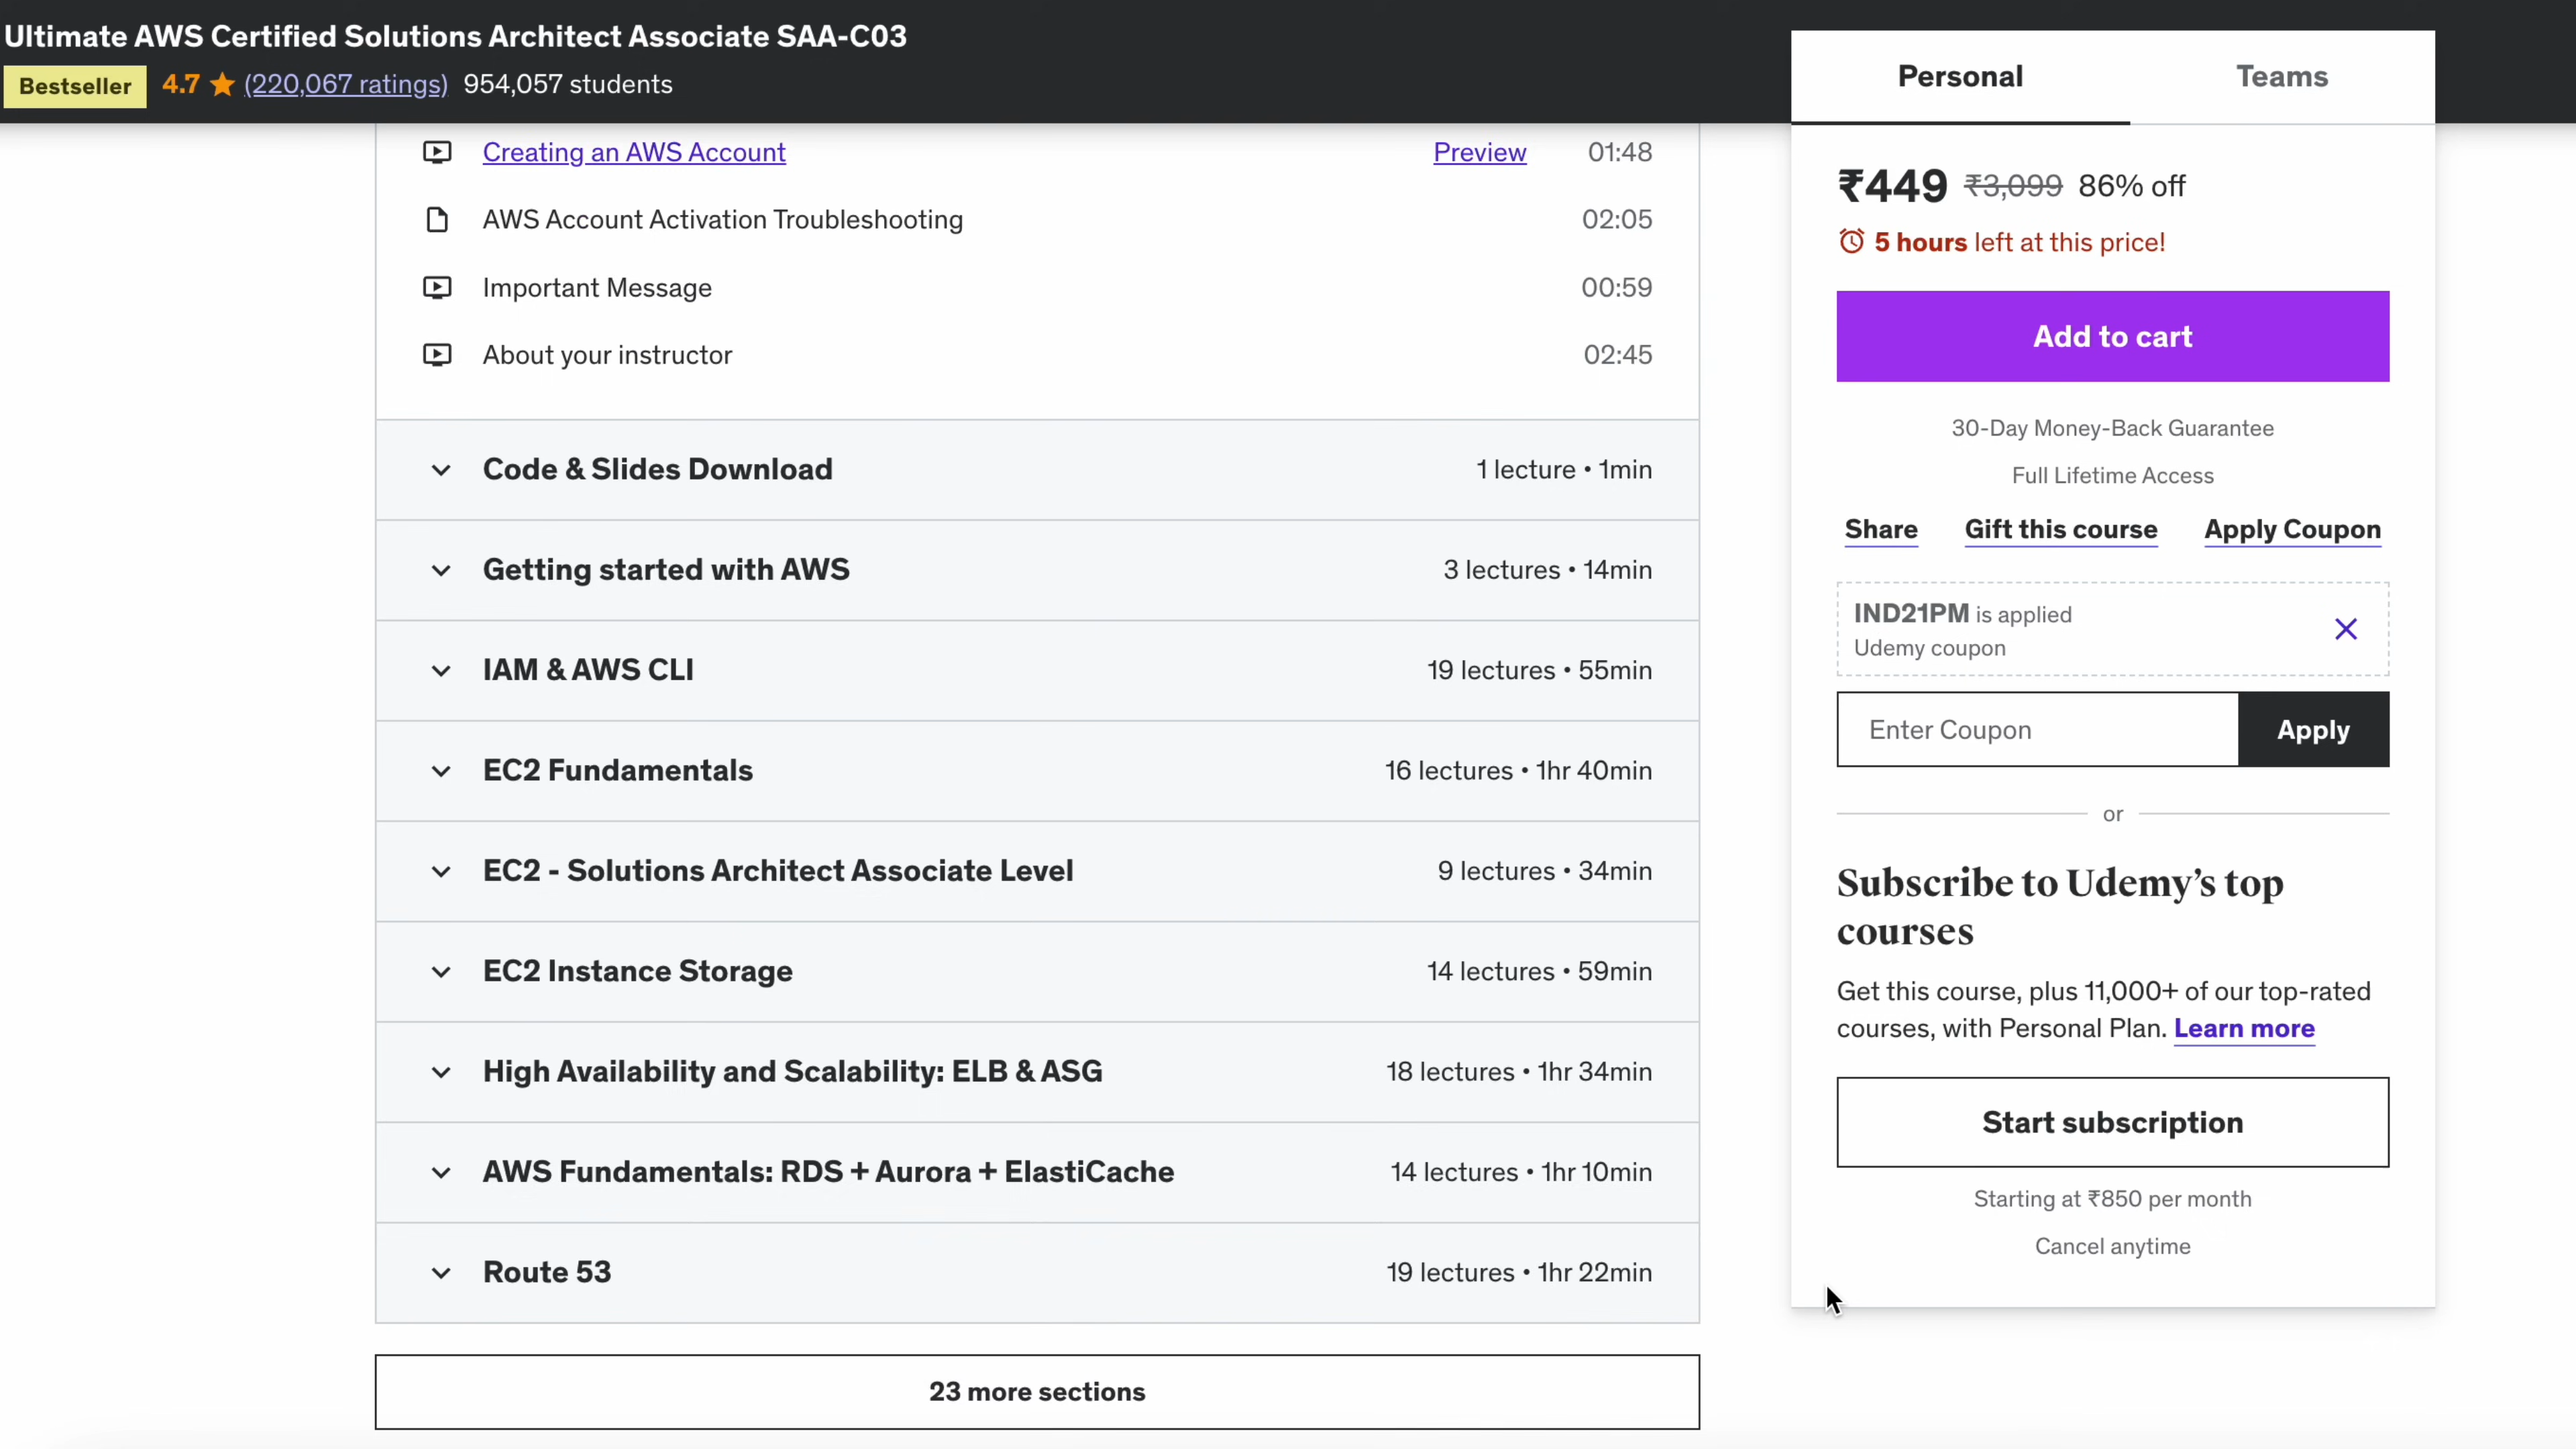 Ultimate AWS Certified Solutions Architect Associate SAA-C03
Bestseller 4.7 (220,067 ratings) 954,057 students
Creating an AWS Account Preview 01:48
AWS Account Activation Troubleshooting 02:05
Important Message 00:59
About your instructor 02:45
Code & Slides Download 1 lecture • 1min
Getting started with AWS 3 lectures • 14min
IAM & AWS CLI 19 lectures • 55min
EC2 Fundamentals 16 lectures • 1hr 40min
EC2 - Solutions Architect Associate Level 9 lectures • 34min
EC2 Instance Storage 14 lectures • 59min
High Availability and Scalability: ELB & ASG 18 lectures • 1hr 34min
AWS Fundamentals: RDS + Aurora + ElastiCache 14 lectures • 1hr 10min
Route 53 19 lectures • 1hr 22min
23 more sections
Personal Teams
₹449 ₹3,099 86% off
5 hours left at this price!
Add to cart
30-Day Money-Back Guarantee
Full Lifetime Access
Share Gift this course Apply Coupon
IND21PM is applied
Udemy coupon
Enter Coupon Apply
or
Subscribe to Udemy’s top
courses
Get this course, plus 11,000+ of our top-rated
courses, with Personal Plan. Learn more
Start subscription
Starting at ₹850 per month
Cancel anytime